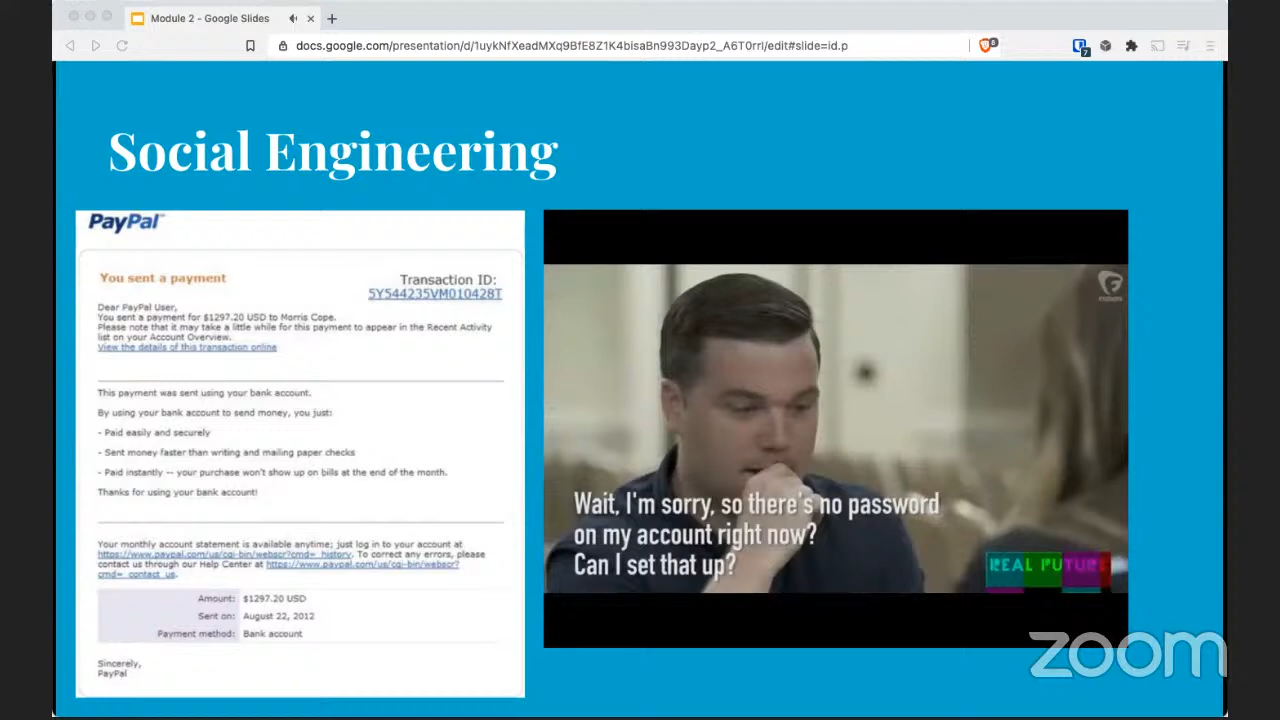 Module 2 - Google Slides
docs.google.com/presentation/d/1uykNfXeadMXq9BfE8Z1K4bisaBn993Dayp2_A6T0rrI/edit#slide=id.p
8
7
Social Engineering
PayPal
You sent a payment
Transaction ID:
5Y544235VM010428T
Dear PayPal User,
You sent a payment for $1297.20 USD to Morris Cope.
Please note that it may take a little while for this payment to appear in the Recent Activity
list on your Account Overview.
View the details of this transaction online
This payment was sent using your bank account.
By using your bank account to send money, you just:
- Paid easily and securely
- Sent money faster than writing and mailing paper checks
- Paid instantly -- your purchase won't show up on bills at the end of the month.
Thanks for using your bank account!
Your monthly account statement is available anytime; just log in to your account at
https://www.paypal.com/us/cgi-bin/webscr?cmd=_history. To correct any errors, please
contact us through our Help Center at https://www.paypal.com/us/cgi-bin/webscr?
cmd=_contact_us.
Amount: $1297.20 USD
Sent on: August 22, 2012
Payment method: Bank account
Sincerely,
PayPal
FUSION
Wait, I'm sorry, so there's no password
on my account right now?
Can I set that up?
REAL FUTURE
zoom